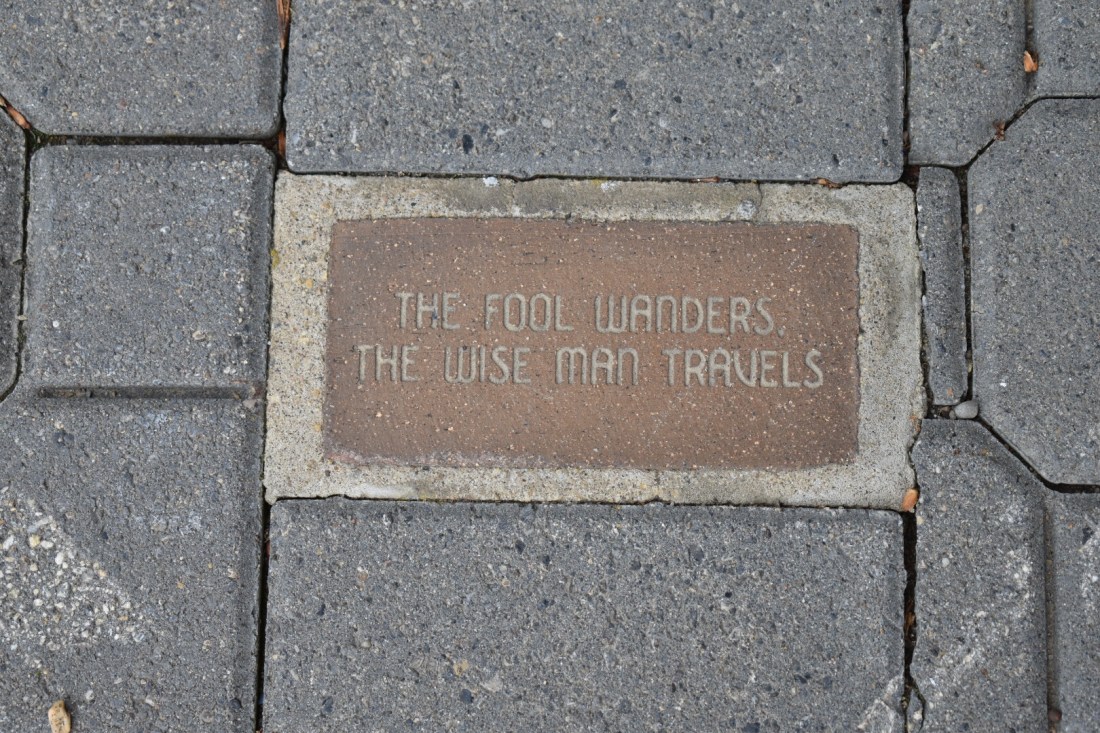 THE FOOL WANDERS,
THE WISE MAN TRAVELS